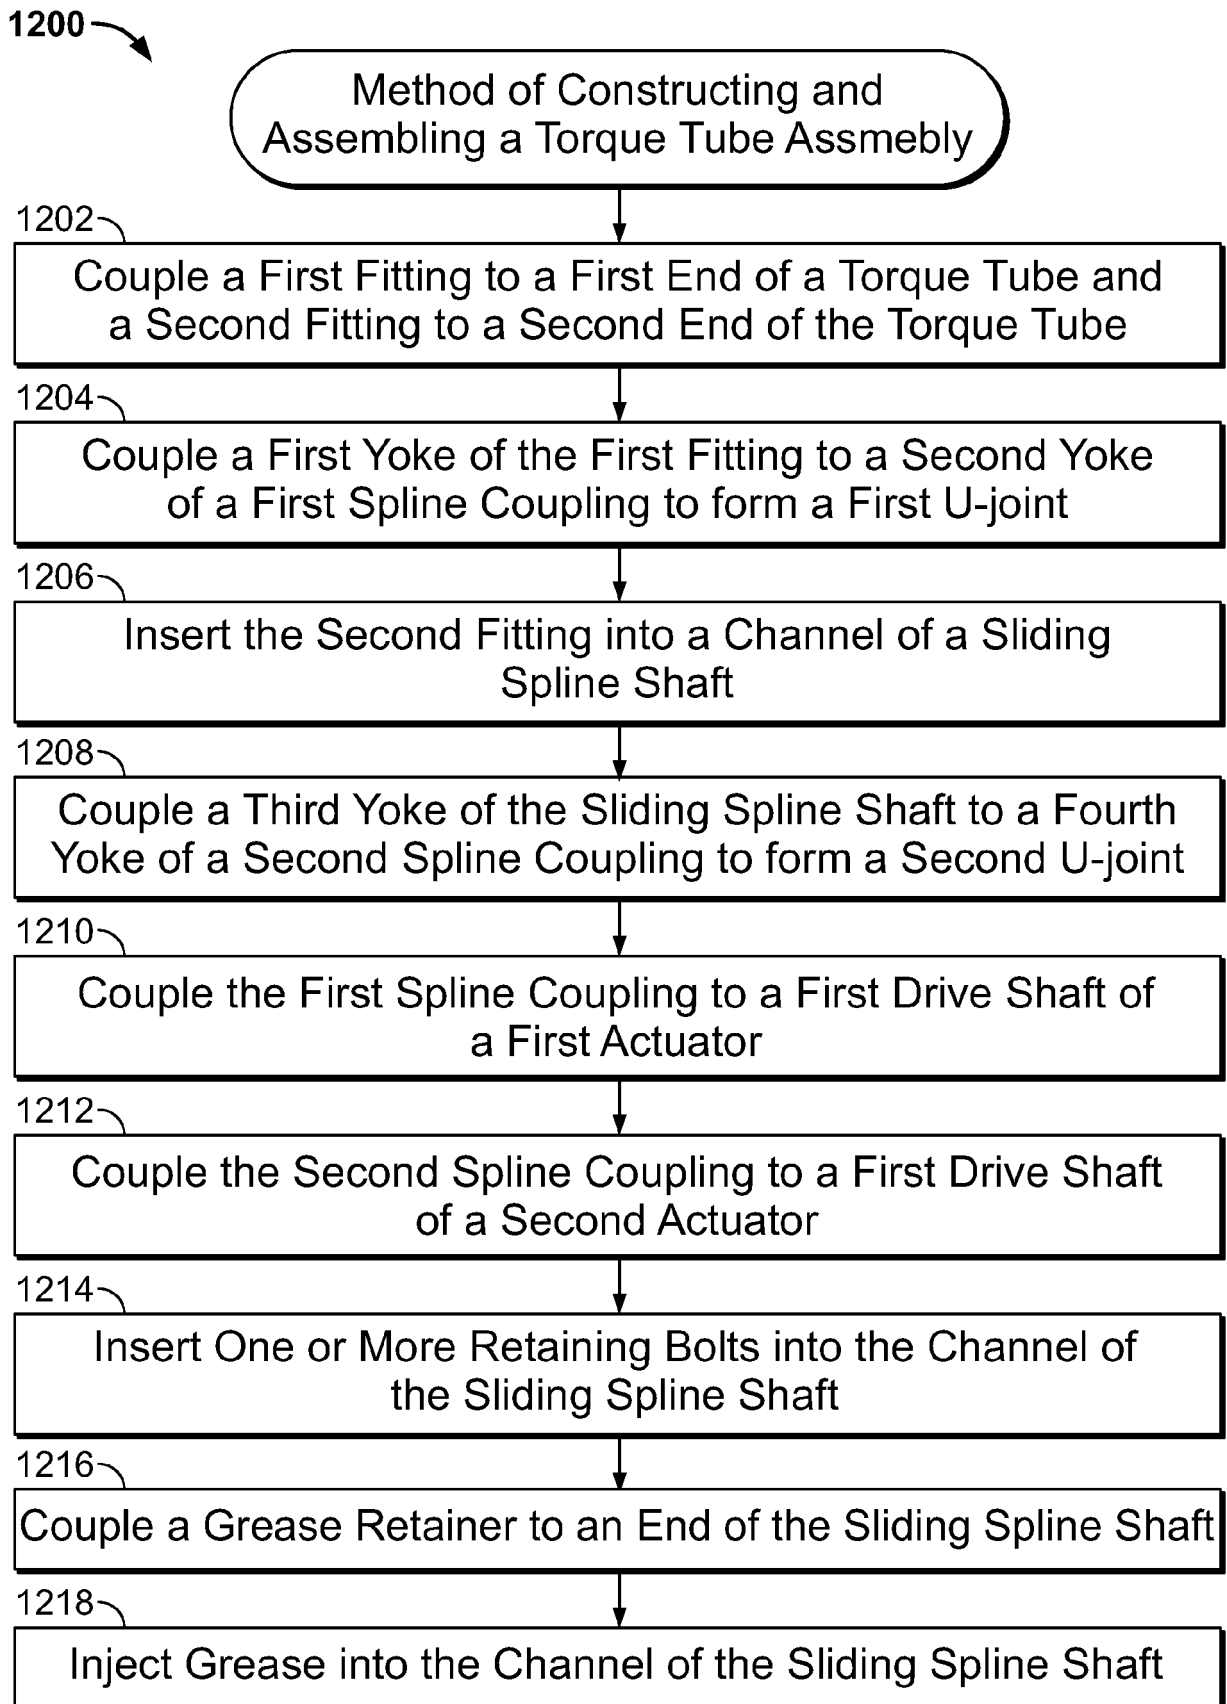 1200
Method of Constructing and
Assembling a Torque Tube Assmebly
1202
Couple a First Fitting to a First End of a Torque Tube and
a Second Fitting to a Second End of the Torque Tube
1204
Couple a First Yoke of the First Fitting to a Second Yoke
of a First Spline Coupling to form a First U-joint
1206
Insert the Second Fitting into a Channel of a Sliding
Spline Shaft
1208
Couple a Third Yoke of the Sliding Spline Shaft to a Fourth
Yoke of a Second Spline Coupling to form a Second U-joint
1210
Couple the First Spline Coupling to a First Drive Shaft of
a First Actuator
1212
Couple the Second Spline Coupling to a First Drive Shaft
of a Second Actuator
1214
Insert One or More Retaining Bolts into the Channel of
the Sliding Spline Shaft
1216
Couple a Grease Retainer to an End of the Sliding Spline Shaft
1218
Inject Grease into the Channel of the Sliding Spline Shaft